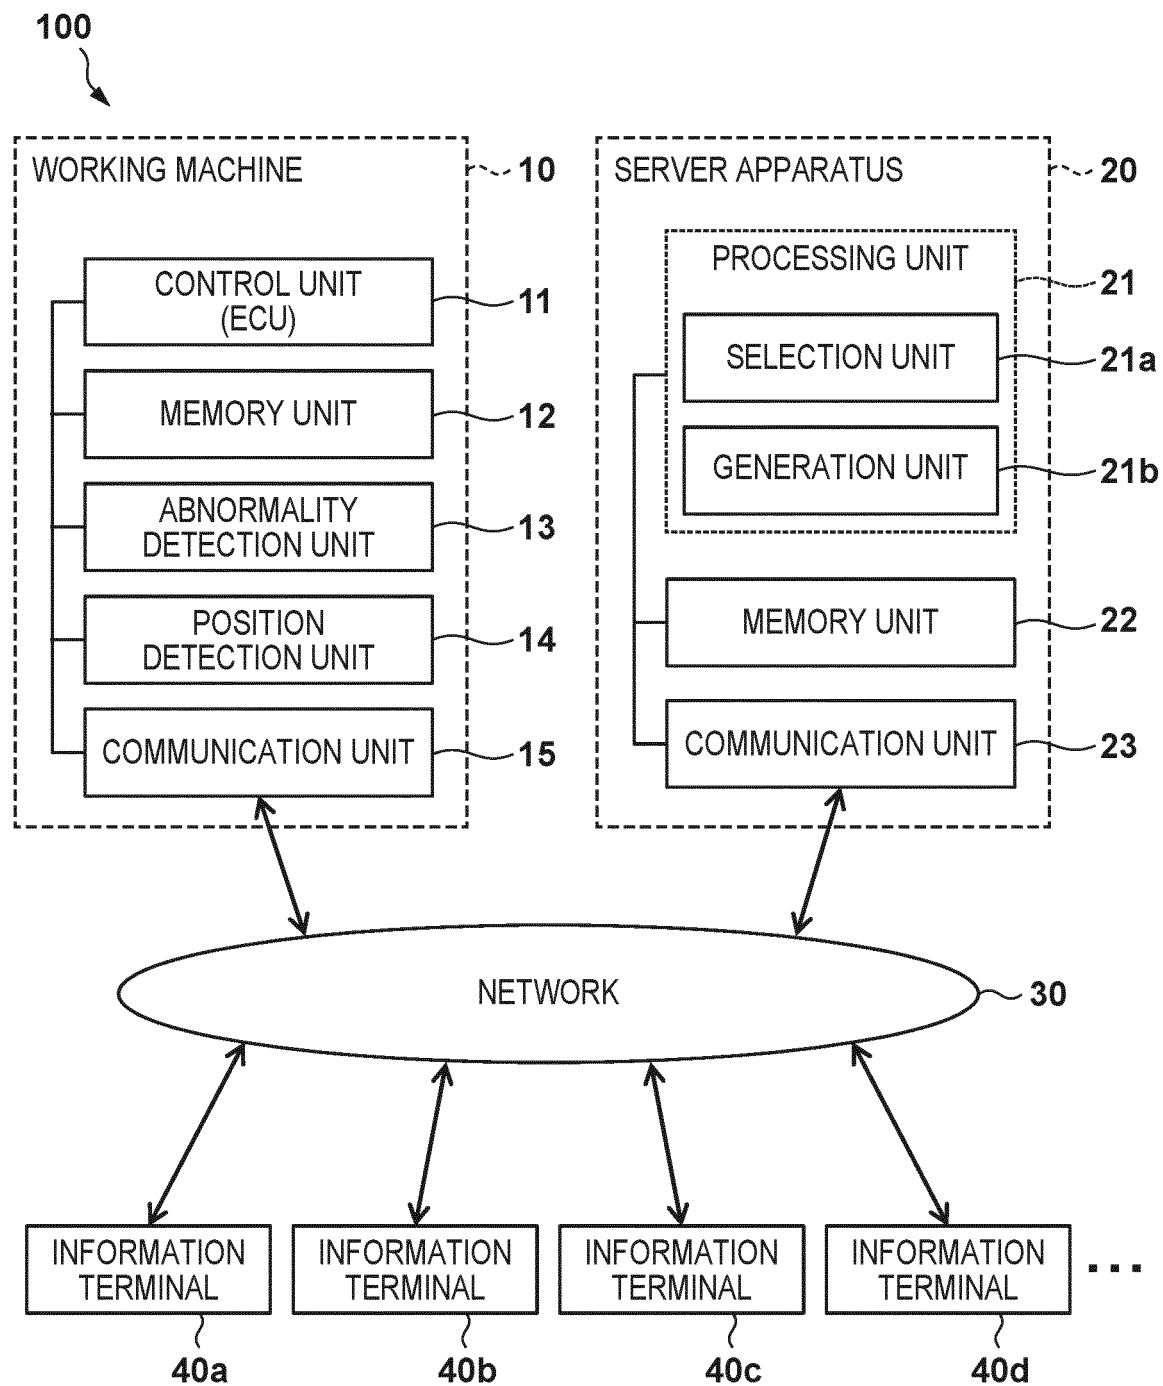 100
WORKING MACHINE
10
CONTROL UNIT
(ECU)
11
MEMORY UNIT
12
ABNORMALITY
DETECTION UNIT
13
POSITION
DETECTION UNIT
14
COMMUNICATION UNIT
15
SERVER APPARATUS
20
PROCESSING UNIT
21
SELECTION UNIT
21a
GENERATION UNIT
21b
MEMORY UNIT
22
COMMUNICATION UNIT
23
NETWORK
30
INFORMATION
TERMINAL
40a
INFORMATION
TERMINAL
40b
INFORMATION
TERMINAL
40c
INFORMATION
TERMINAL
40d
...